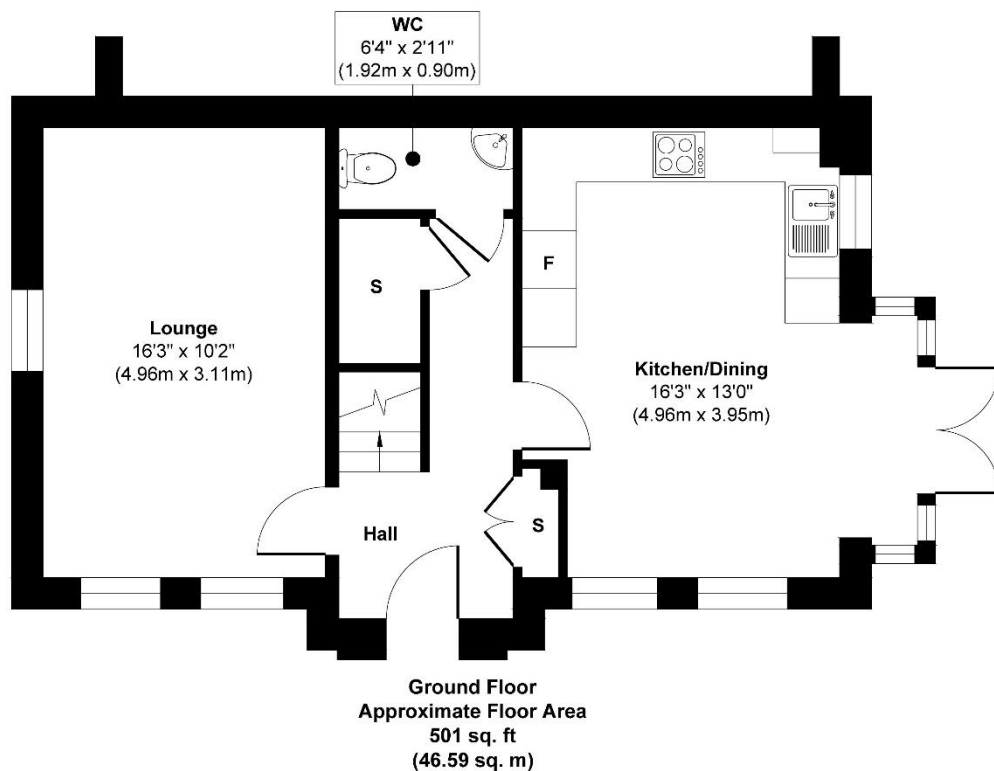 WC
6'4" x 2'11"
(1.92m x 0.90m)
S
F
Lounge
16'3" x 10'2"
(4.96m x 3.11m)
Kitchen/Dining
16'3" x 13'0"
(4.96m x 3.95m)
Hall
S
Ground Floor
Approximate Floor Area
501 sq. ft
(46.59 sq. m)